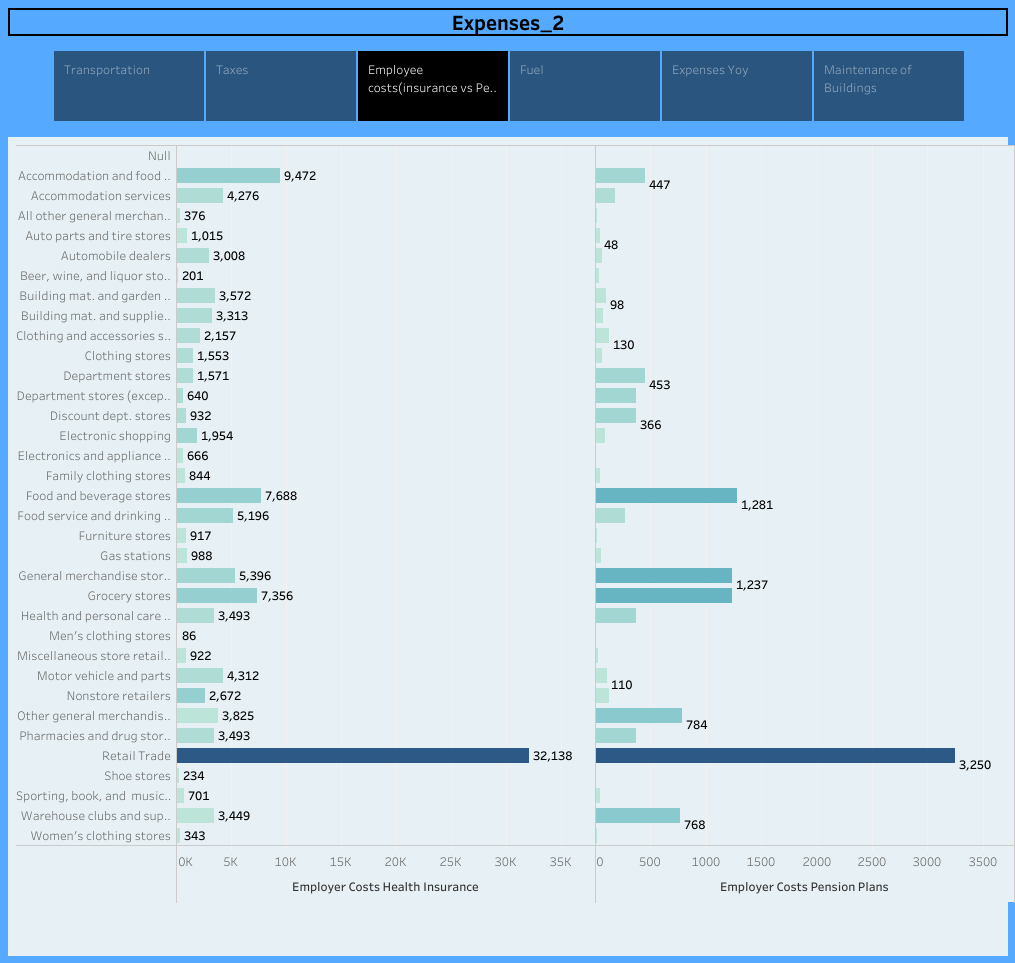 Expenses_2
Transportation
Taxes
Employee
costs(insurance vs Pe..
Fuel
Expenses Yoy
Maintenance of
Buildings
Null
Accommodation and food .. 9,472 447
Accommodation services 4,276
All other general merchan.. 376
Auto parts and tire stores 1,015 48
Automobile dealers 3,008
Beer, wine, and liquor sto.. 201
Building mat. and garden .. 3,572 98
Building mat. and supplie.. 3,313
Clothing and accessories s.. 2,157 130
Clothing stores 1,553
Department stores 1,571 453
Department stores (excep.. 640
Discount dept. stores 932 366
Electronic shopping 1,954
Electronics and appliance .. 666
Family clothing stores 844
Food and beverage stores 7,688 1,281
Food service and drinking .. 5,196
Furniture stores 917
Gas stations 988
General merchandise stor.. 5,396 1,237
Grocery stores 7,356
Health and personal care .. 3,493
Men's clothing stores 86
Miscellaneous store retail.. 922
Motor vehicle and parts 4,312 110
Nonstore retailers 2,672
Other general merchandis.. 3,825 784
Pharmacies and drug stor.. 3,493
Retail Trade 32,138 3,250
Shoe stores 234
Sporting, book, and music.. 701
Warehouse clubs and sup.. 3,449 768
Women's clothing stores 343
0K 5K 10K 15K 20K 25K 30K 35K 0 500 1000 1500 2000 2500 3000 3500
Employer Costs Health Insurance
Employer Costs Pension Plans